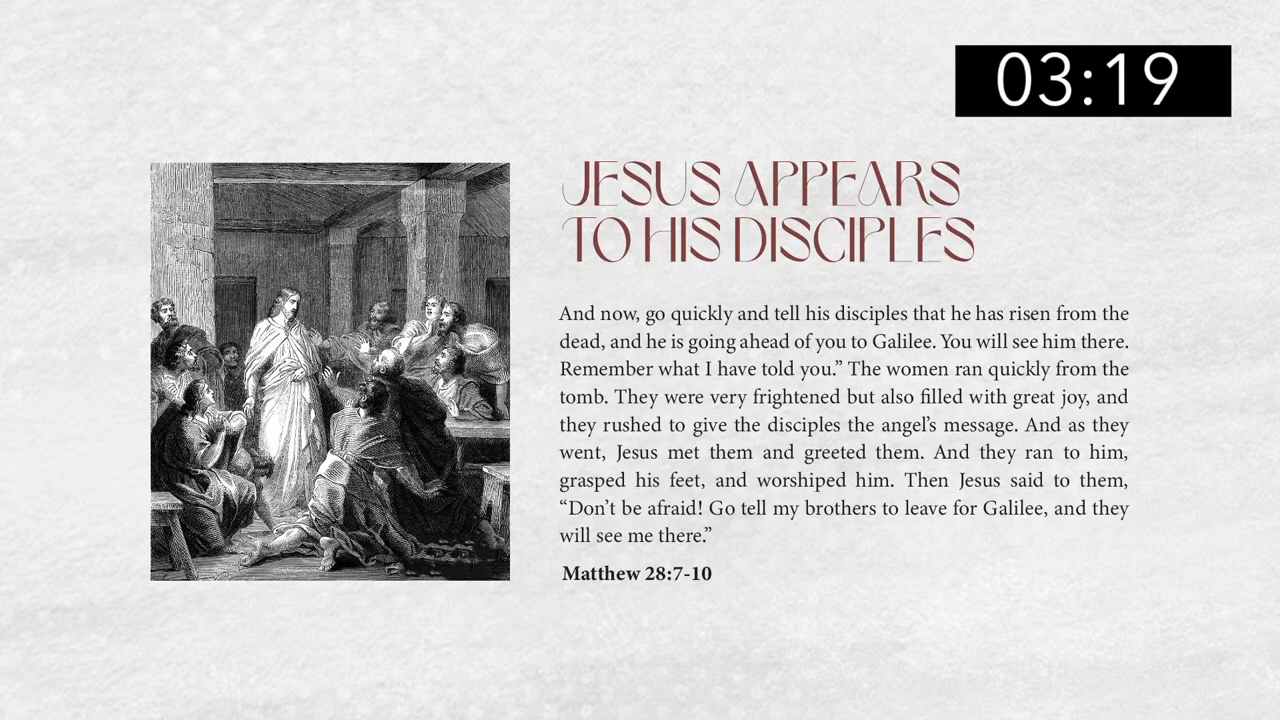 03:19
JESUS APPEARS
TO HIS DISCIPLES
And now, go quickly and tell his disciples that he has risen from the
dead, and he is going ahead of you to Galilee. You will see him there.
Remember what I have told you.” The women ran quickly from the
tomb. They were very frightened but also filled with great joy, and
they rushed to give the disciples the angel’s message. And as they
went, Jesus met them and greeted them. And they ran to him,
grasped his feet, and worshiped him. Then Jesus said to them,
“Don’t be afraid! Go tell my brothers to leave for Galilee, and they
will see me there.”
Matthew 28:7-10